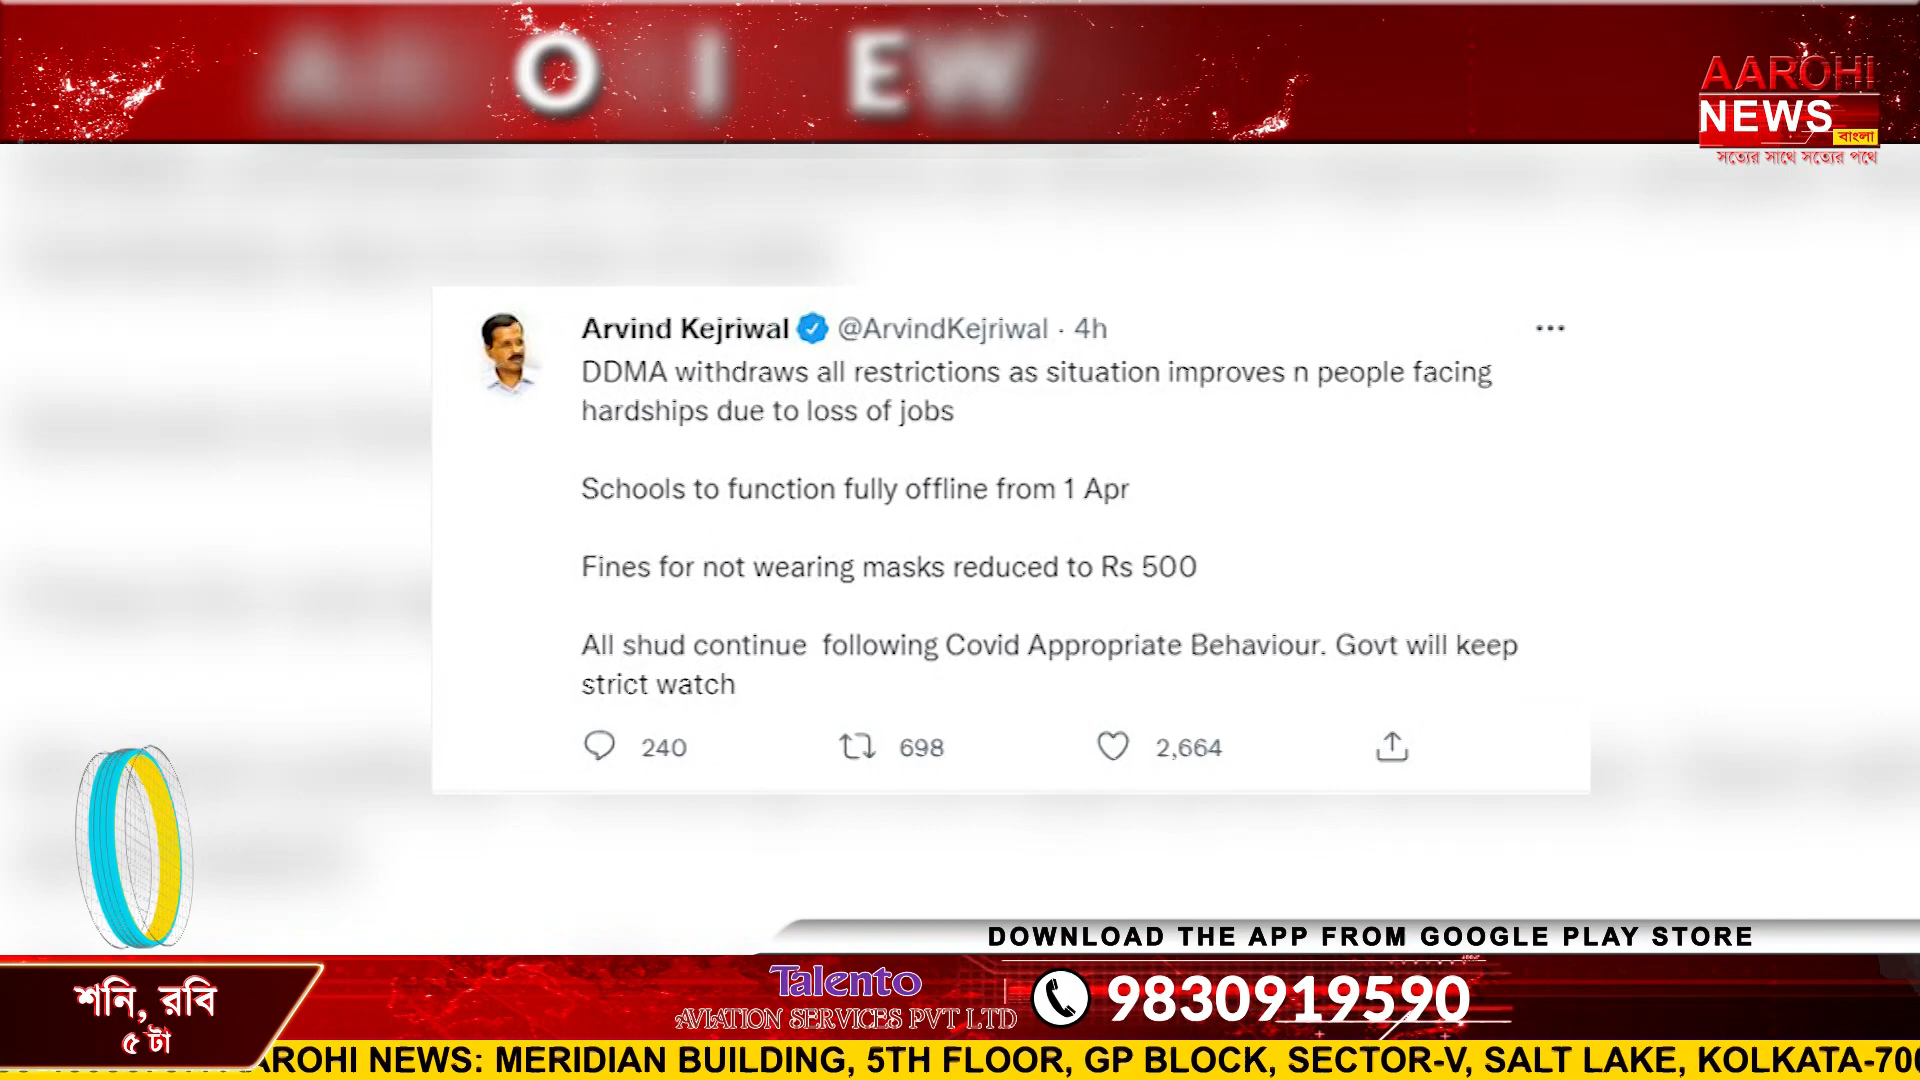 O I EW
AAROHI
NEWS
বাংলা
সত্যের সাথে সত্যের পথে
Arvind Kejriwal @ArvindKejriwal · 4h
DDMA withdraws all restrictions as situation improves n people facing
hardships due to loss of jobs
Schools to function fully offline from 1 Apr
Fines for not wearing masks reduced to Rs 500
All shud continue following Covid Appropriate Behaviour. Govt will keep
strict watch
240 698 2,664
DOWNLOAD THE APP FROM GOOGLE PLAY STORE
শনি, রবি
৫ টা
Talento
AVIATION SERVICES PVT LTD
9830919590
AROHI NEWS: MERIDIAN BUILDING, 5TH FLOOR, GP BLOCK, SECTOR-V, SALT LAKE, KOLKATA-700